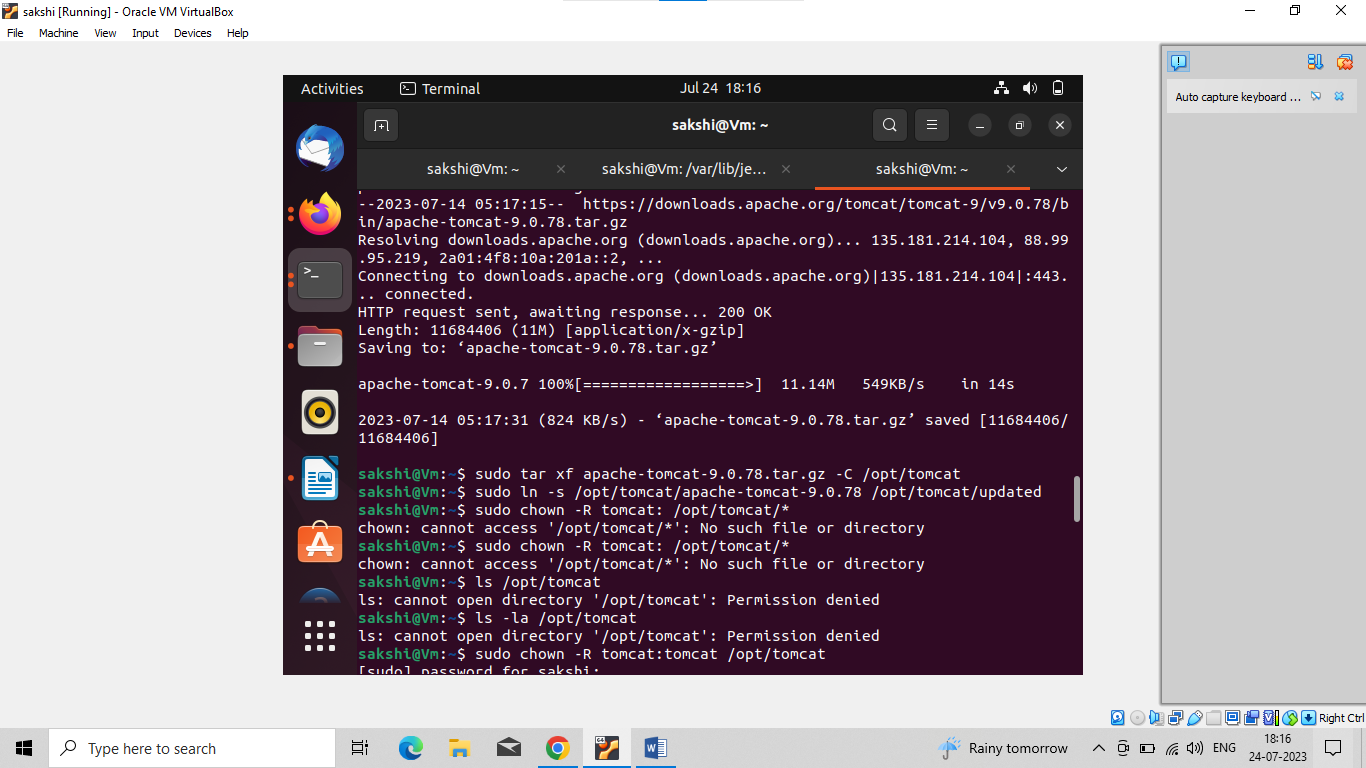 sakshi [Running] - Oracle VM VirtualBox
File Machine View Input Devices Help
Auto capture keyboard ...
Activities Terminal Jul 24 18:16
sakshi@Vm: ~
sakshi@Vm: ~ sakshi@Vm: /var/lib/je... sakshi@Vm: ~
--2023-07-14 05:17:15-- https://downloads.apache.org/tomcat/tomcat-9/v9.0.78/b
in/apache-tomcat-9.0.78.tar.gz
Resolving downloads.apache.org (downloads.apache.org)... 135.181.214.104, 88.99
.95.219, 2a01:4f8:10a:201a::2, ...
Connecting to downloads.apache.org (downloads.apache.org)|135.181.214.104|:443.
.. connected.
HTTP request sent, awaiting response... 200 OK
Length: 11684406 (11M) [application/x-gzip]
Saving to: ‘apache-tomcat-9.0.78.tar.gz’
apache-tomcat-9.0.7 100%[===================>] 11.14M 549KB/s in 14s
2023-07-14 05:17:31 (824 KB/s) - ‘apache-tomcat-9.0.78.tar.gz’ saved [11684406/
11684406]
sakshi@Vm:~$ sudo tar xf apache-tomcat-9.0.78.tar.gz -C /opt/tomcat
sakshi@Vm:~$ sudo ln -s /opt/tomcat/apache-tomcat-9.0.78 /opt/tomcat/updated
sakshi@Vm:~$ sudo chown -R tomcat: /opt/tomcat/*
chown: cannot access '/opt/tomcat/*': No such file or directory
sakshi@Vm:~$ sudo chown -R tomcat: /opt/tomcat/*
chown: cannot access '/opt/tomcat/*': No such file or directory
sakshi@Vm:~$ ls /opt/tomcat
ls: cannot open directory '/opt/tomcat': Permission denied
sakshi@Vm:~$ ls -la /opt/tomcat
ls: cannot open directory '/opt/tomcat': Permission denied
sakshi@Vm:~$ sudo chown -R tomcat:tomcat /opt/tomcat
[sudo] password for sakshi:
Right Ctrl
Type here to search
Rainy tomorrow
ENG
18:16
24-07-2023